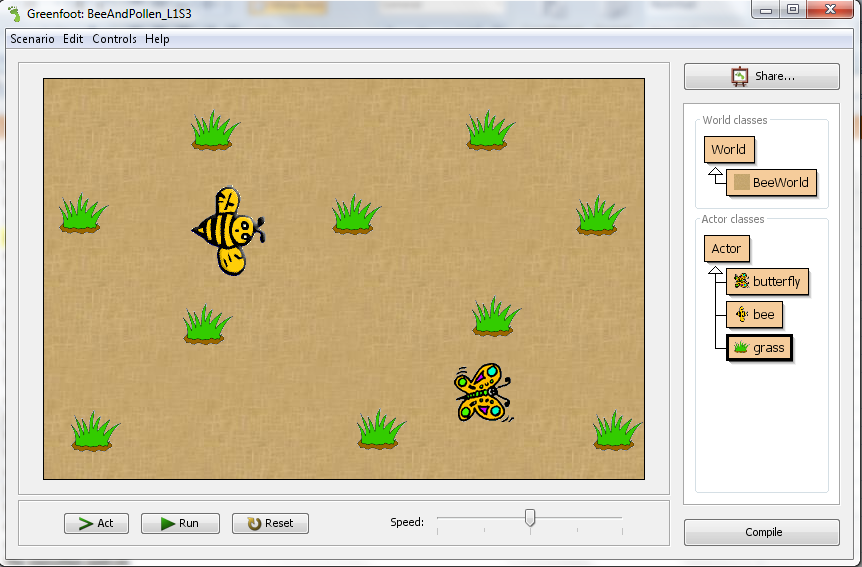 Greenfoot: BeeAndPollen_L1S3
Scenario Edit Controls Help
Share...
World classes
World
BeeWorld
Actor classes
Actor
butterfly
bee
grass
Act Run Reset Speed:
Compile